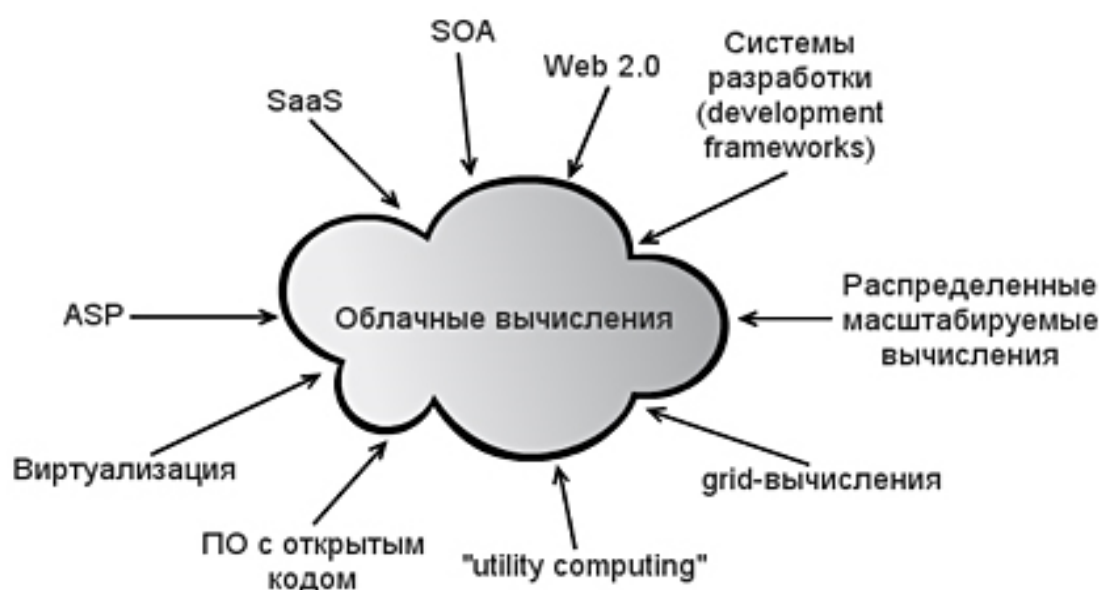 SOA
Web 2.0
Системы
разработки
(development
frameworks)
SaaS
ASP
Облачные вычисления
Распределенные
масштабируемые
вычисления
Виртуализация
grid-вычисления
ПО с открытым
кодом
"utility computing"